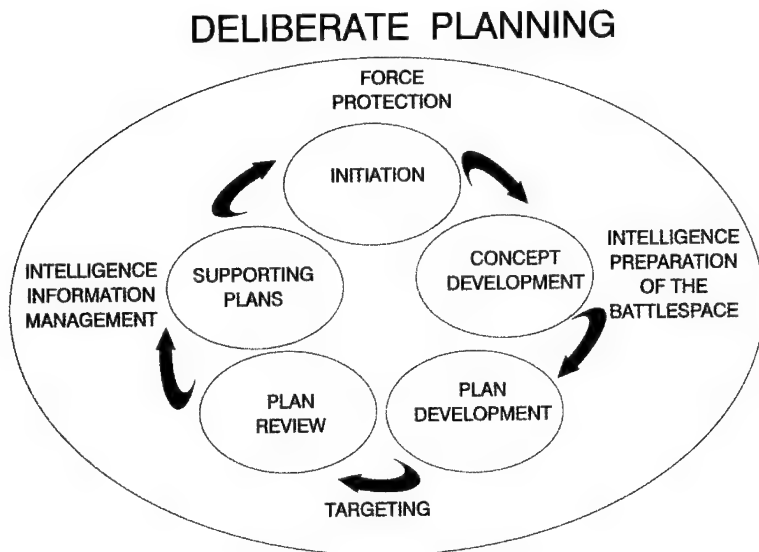 DELIBERATE PLANNING
FORCE
PROTECTION
INITIATION
CONCEPT
DEVELOPMENT
INTELLIGENCE
PREPARATION
OF THE
BATTLESPACE
PLAN
DEVELOPMENT
TARGETING
PLAN
REVIEW
SUPPORTING
PLANS
INTELLIGENCE
INFORMATION
MANAGEMENT